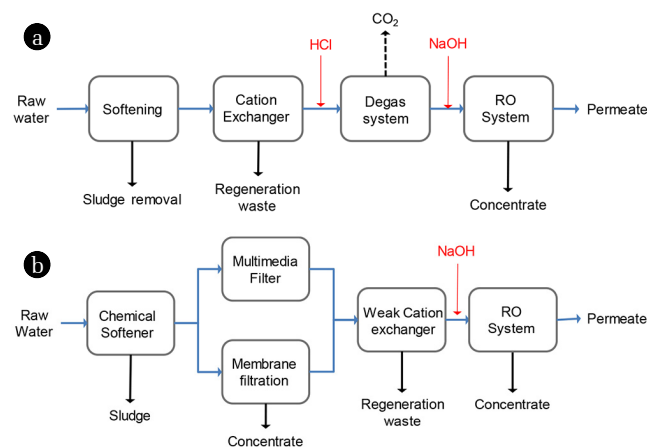 a
CO2
HCl
NaOH
Raw
water
Softening
Cation
Exchanger
Degas
system
RO
System
Permeate
Sludge removal
Regeneration
waste
Concentrate
b
Multimedia
Filter
NaOH
Raw
Water
Chemical
Softener
Weak Cation
exchanger
RO
System
Permeate
Membrane
filtration
Sludge
Concentrate
Regeneration
waste
Concentrate